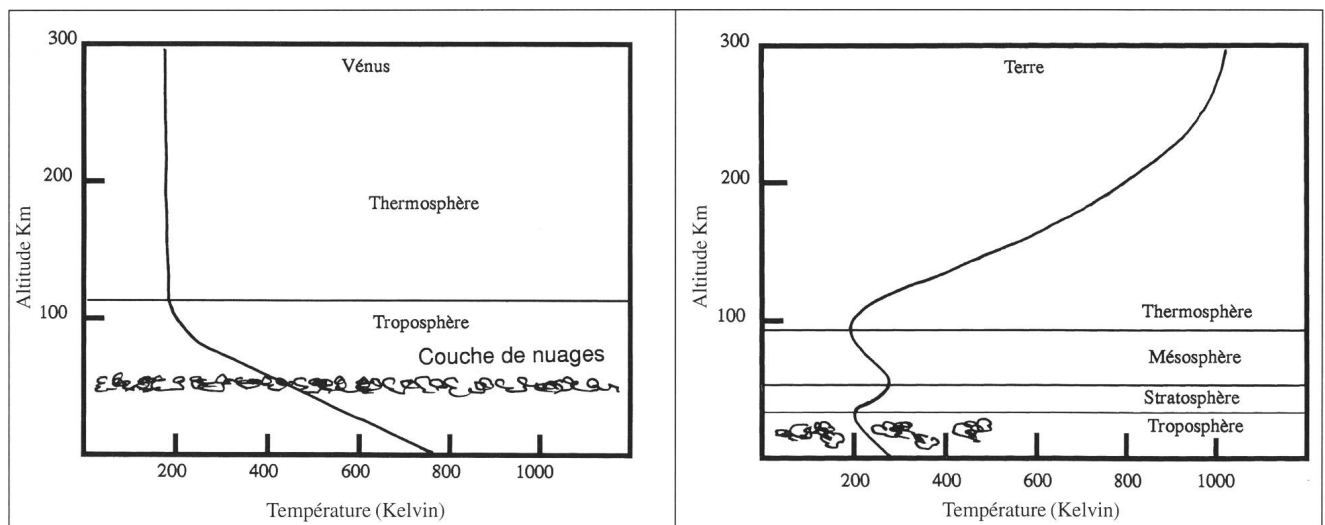 300
Vénus
200
Thermosphère
Altitude Km
100
Troposphère
Couche de nuages
200 400 600 800 1000
Température (Kelvin)
300
Terre
200
Altitude Km
Thermosphère
100
Mésosphère
Stratosphère
Troposphère
200 400 600 800 1000
Température (Kelvin)